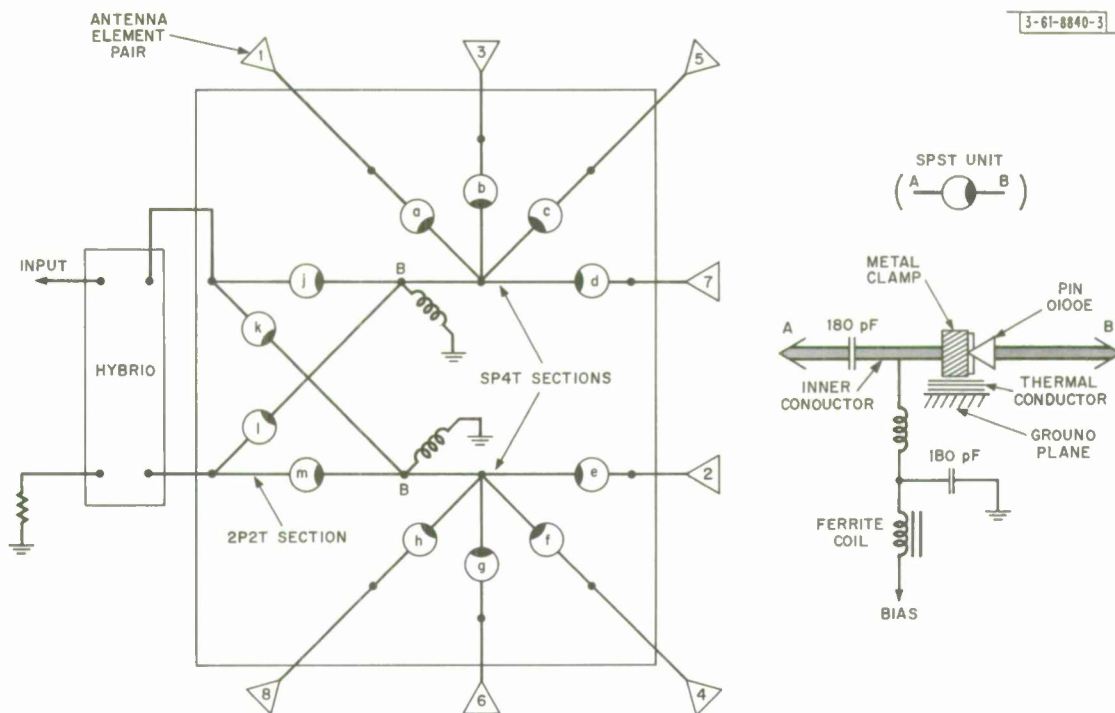 3-61-8840-3
ANTENNA
ELEMENT
PAIR
1
3
5
SPST UNIT
A
B
b
a
c
INPUT
j
B
d
7
METAL
CLAMP
PIN
OIOOE
A
180 pF
B
k
HYBRIO
SP4T SECTIONS
INNER
CONOUCTOR
THERMAL
CONDUCTOR
GROUNO
PLANE
l
m
B
e
2
180 pF
2P2T SECTION
h
g
f
FERRITE
COIL
BIAS
8
6
4